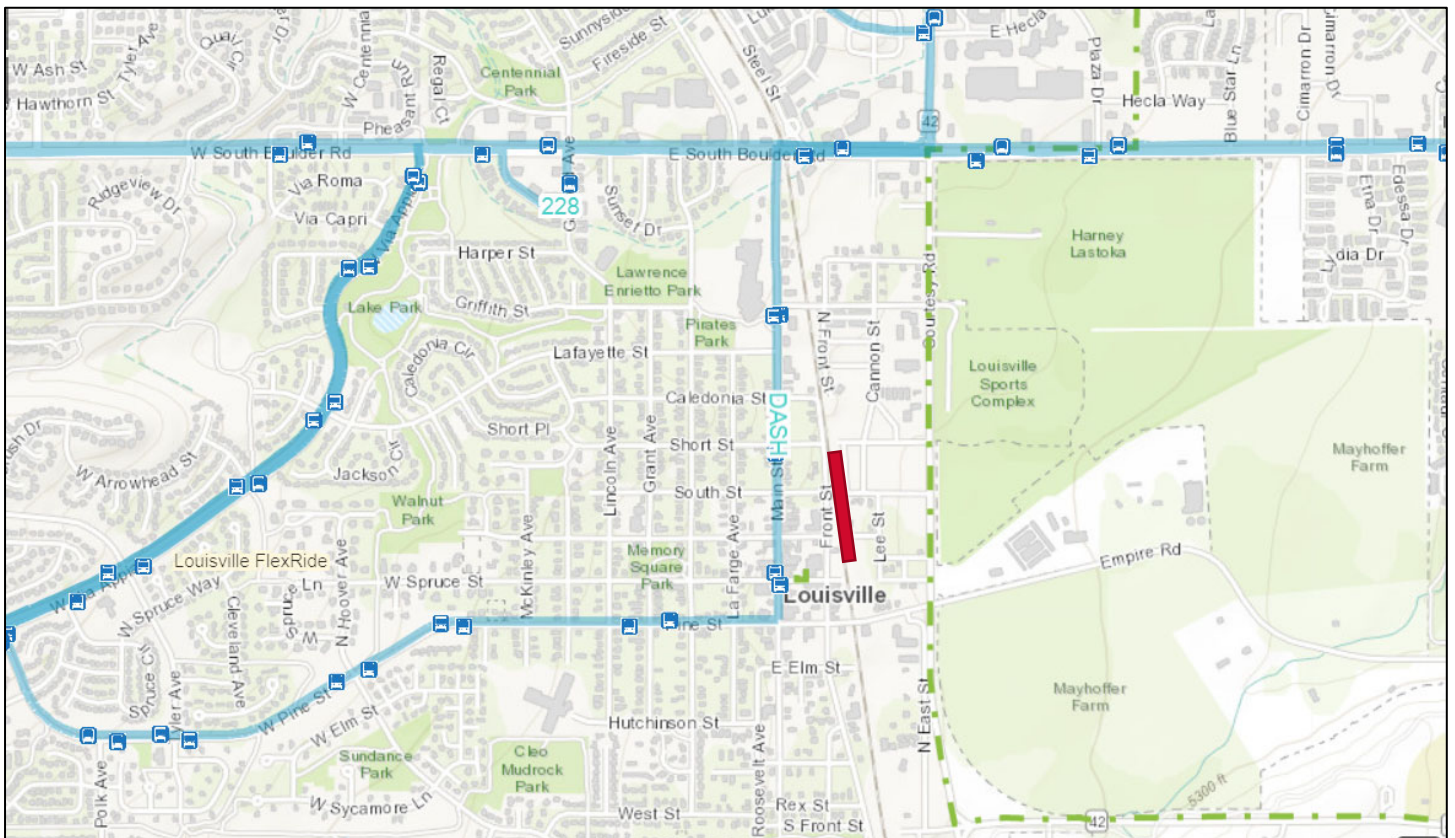 Sunnyside
Fireside St
E Hecla
W Ash St
Tyler Ave
Quail Cir
W Centennial
Pheasant Run
Regal Ct
Centennial
Park
Steel St
42
Plaza Dr
Hecla Way
Blue Star Ln
Cimarron Dr
Hawthorn St
W South Boulder Rd
E South Boulder Rd
Via Roma
Ridgeview Dr
Via Capri
Via Appia
228
Sunset Dr
Etna Dr
Edessa Dr
Harper St
Lawrence
Enrietto Park
Harney
Lastoka
dia Dr
Lake Park
Griffith St
Pirates
Park
N Front St
Cannon St
Courtesy Rd
Caledonia Cir
Lafayette St
Louisville
Sports
Complex
Caledonia St
DASH
Short Pl
Lincoln Ave
Grant Ave
Short St
Mayhoffer
Farm
W Arrowhead St
Jackson Cir
Main St
Walnut
Park
South St
Front St
Lee St
Louisville FlexRide
N Hoover Ave
McKinley Ave
Memory
Square
Park
La Farge Ave
Empire Rd
W Spruce Way
Cleveland Ave
W Spruce Ln
W Spruce St
Louisville
Pine St
E Elm St
Spruce Cir
Tyler Ave
W Pine St
W Elm St
Hutchinson St
Roosevelt Ave
N East St
Mayhoffer
Farm
Polk Ave
Sundance
Park
Cleo
Mudrock
Park
W Sycamore Ln
West St
Rex St
S Front St
42
5300 ft